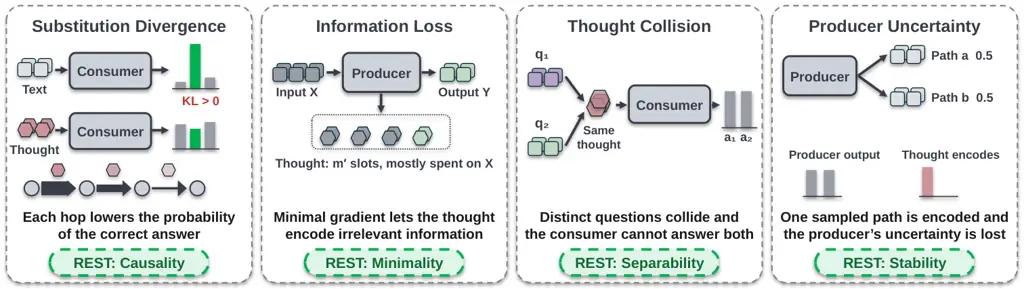 Substitution Divergence
Text
Consumer
KL > 0
Thought
Consumer
Each hop lowers the probability
of the correct answer
REST: Causality
Information Loss
Input X
Producer
Output Y
Thought: m′ slots, mostly spent on X
Minimal gradient lets the thought
encode irrelevant information
REST: Minimality
Thought Collision
q₁
q₂
Same
thought
Consumer
a₁ a₂
Distinct questions collide and
the consumer cannot answer both
REST: Separability
Producer Uncertainty
Producer
Path a 0.5
Path b 0.5
Producer output
Thought encodes
One sampled path is encoded and
the producer’s uncertainty is lost
REST: Stability